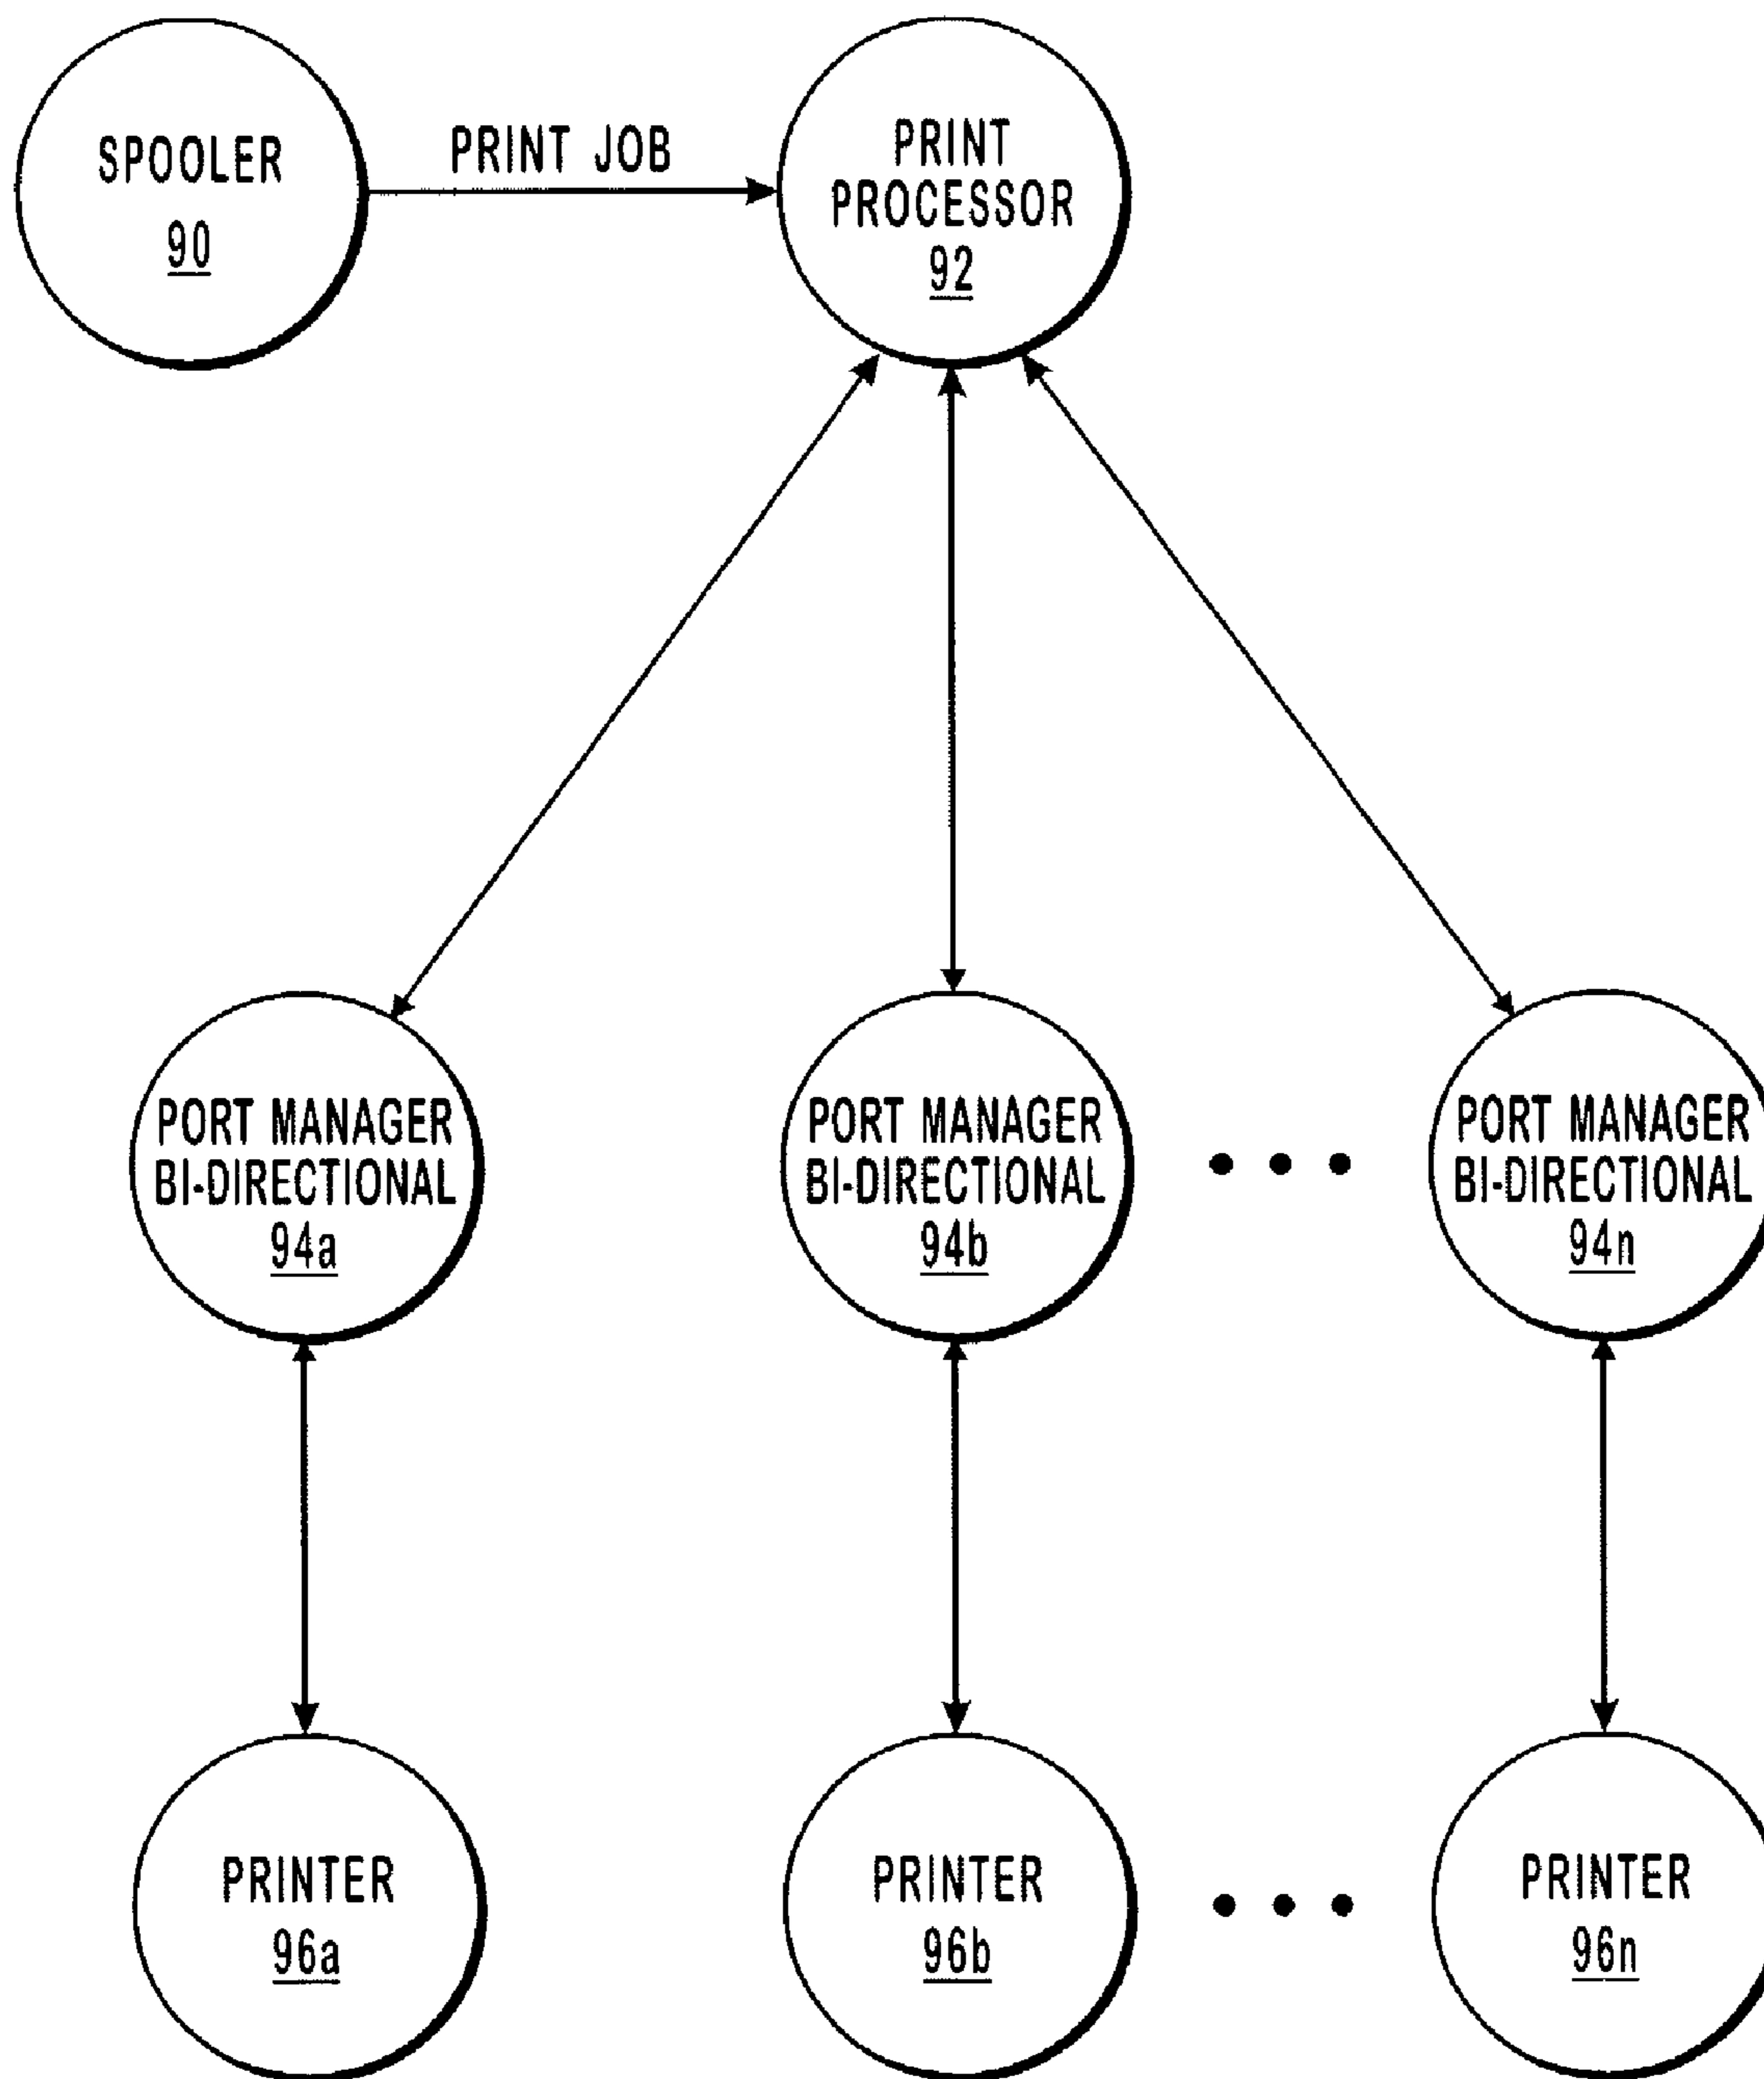 SPOOLER
90
PRINT JOB
PRINT
PROCESSOR
92
PORT MANAGER
BI-DIRECTIONAL
94a
PORT MANAGER
BI-DIRECTIONAL
94b
PORT MANAGER
BI-DIRECTIONAL
94n
PRINTER
96a
PRINTER
96b
PRINTER
96n